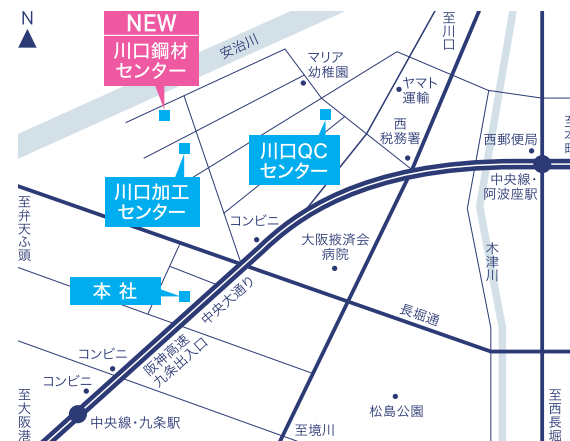 N
NEW
川口鋼材
センター
安治川
至川口
マリア
幼稚園
ヤマト
運輸
西
税務署
西郵便局
至本町
川口QC
センター
川口加工
センター
中央線・
阿波座駅
至弁天ふ頭
コンビニ
大阪掖済会
病院
木津川
本社
中央大通り
長堀通
阪神高速
九条出入口
コンビニ
コンビニ
至大阪港
中央線・九条駅
松島公園
至境川
至西長堀